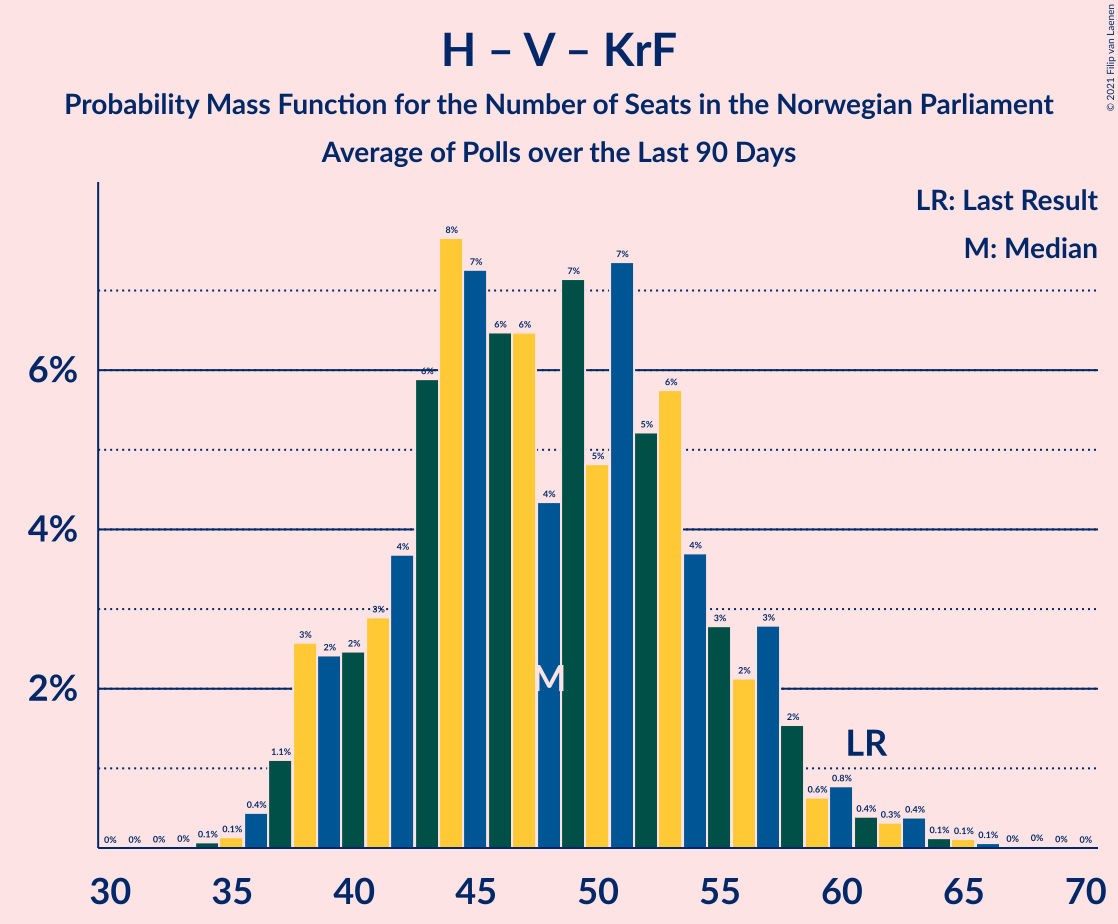 H – V – KrF
Probability Mass Function for the Number of Seats in the Norwegian Parliament
Average of Polls over the Last 90 Days
© 2021 Filip van Laenen
LR: Last Result
M: Median
6%
4%
2%
0% 0% 0% 0% 0.1% 0.1% 0.4% 1.1% 3% 2% 2% 3% 4% 6% 8% 7% 6% 6% 4% 7% 5% 7% 5% 6% 4% 3% 2% 3% 2% 0.6% 0.8% 0.4% 0.3% 0.4% 0.1% 0.1% 0.1% 0% 0% 0% 0%
M
LR
30 35 40 45 50 55 60 65 70